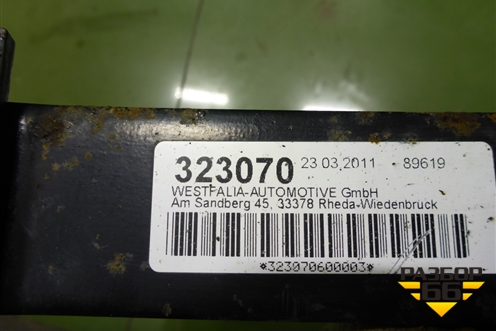 323070 23.03.2011 - 89619
WESTFALIA-AUTOMOTIVE GmbH
Am Sandberg 45, 33378 Rheda-Wiedenbruck
*323070600003*
РАЗБОР
66